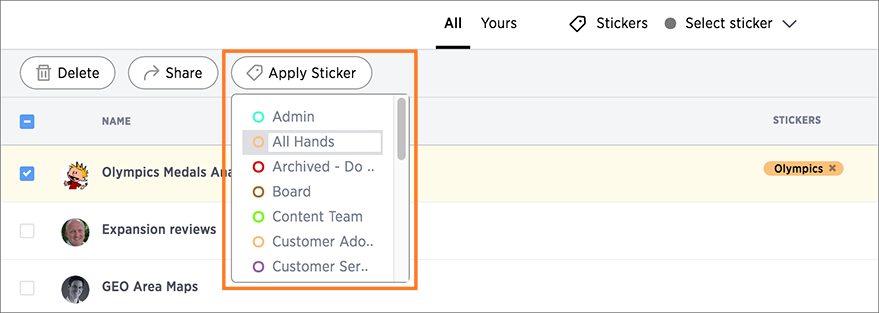 All Yours Stickers Select sticker
Delete Share Apply Sticker
NAME STICKERS
Admin
All Hands
Archived - Do ..
Board
Content Team
Customer Ado..
Customer Ser..
Olympics Medals Ana
Olympics ×
Expansion reviews
GEO Area Maps